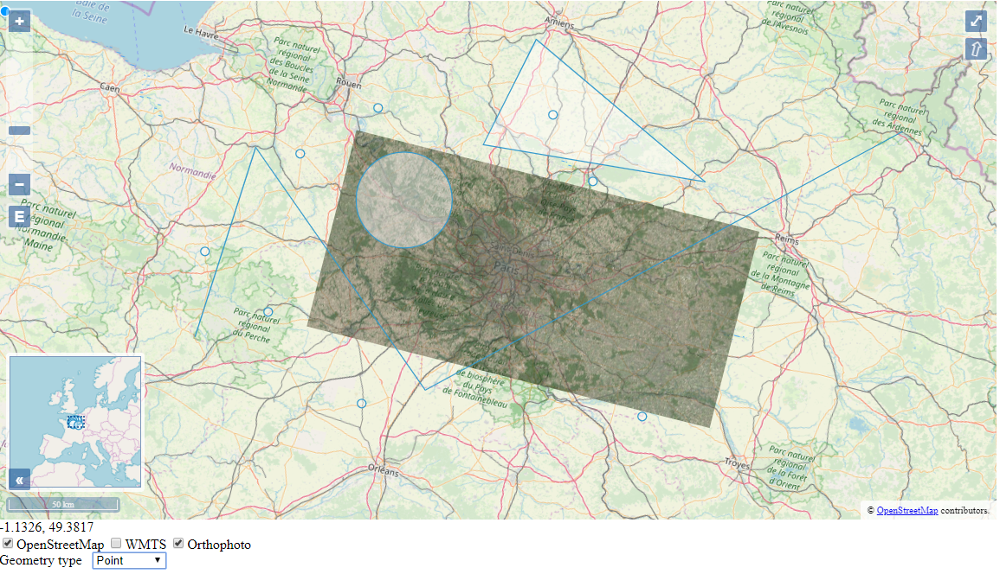 +
Baie de
la Seine
Le Havre
Amiens
Parc naturel
régional
de l'Avesnois
⤢
⇧
Parc naturel
régional
des Boucles
de la Seine
Normande
Caen
Rouen
Parc naturel
régional
des Ardennes
Normandie
−
E
Parc naturel
régional
Normandie-
Maine
Paris
Reims
Parc naturel
régional
de la Montagne
de Reims
Parc naturel
régional
du Perche
de biosphère
du Pays
de Fontainebleau
Orléans
Troyes
Parc naturel
régional
de la Forêt
d'Orient
«
50 km
© OpenStreetMap contributors.
-1.1326, 49.3817
OpenStreetMap WMTS Orthophoto
Geometry type Point